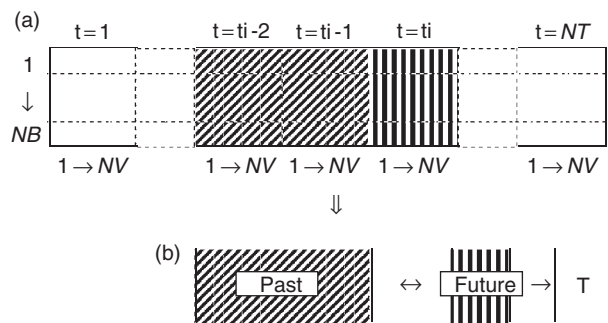 (a)
t=1 t=ti-2 t=ti-1 t=ti t=NT
1
↓
NB
1→NV 1→NV 1→NV 1→NV 1→NV
⇓
(b)
Past ↔ Future → T